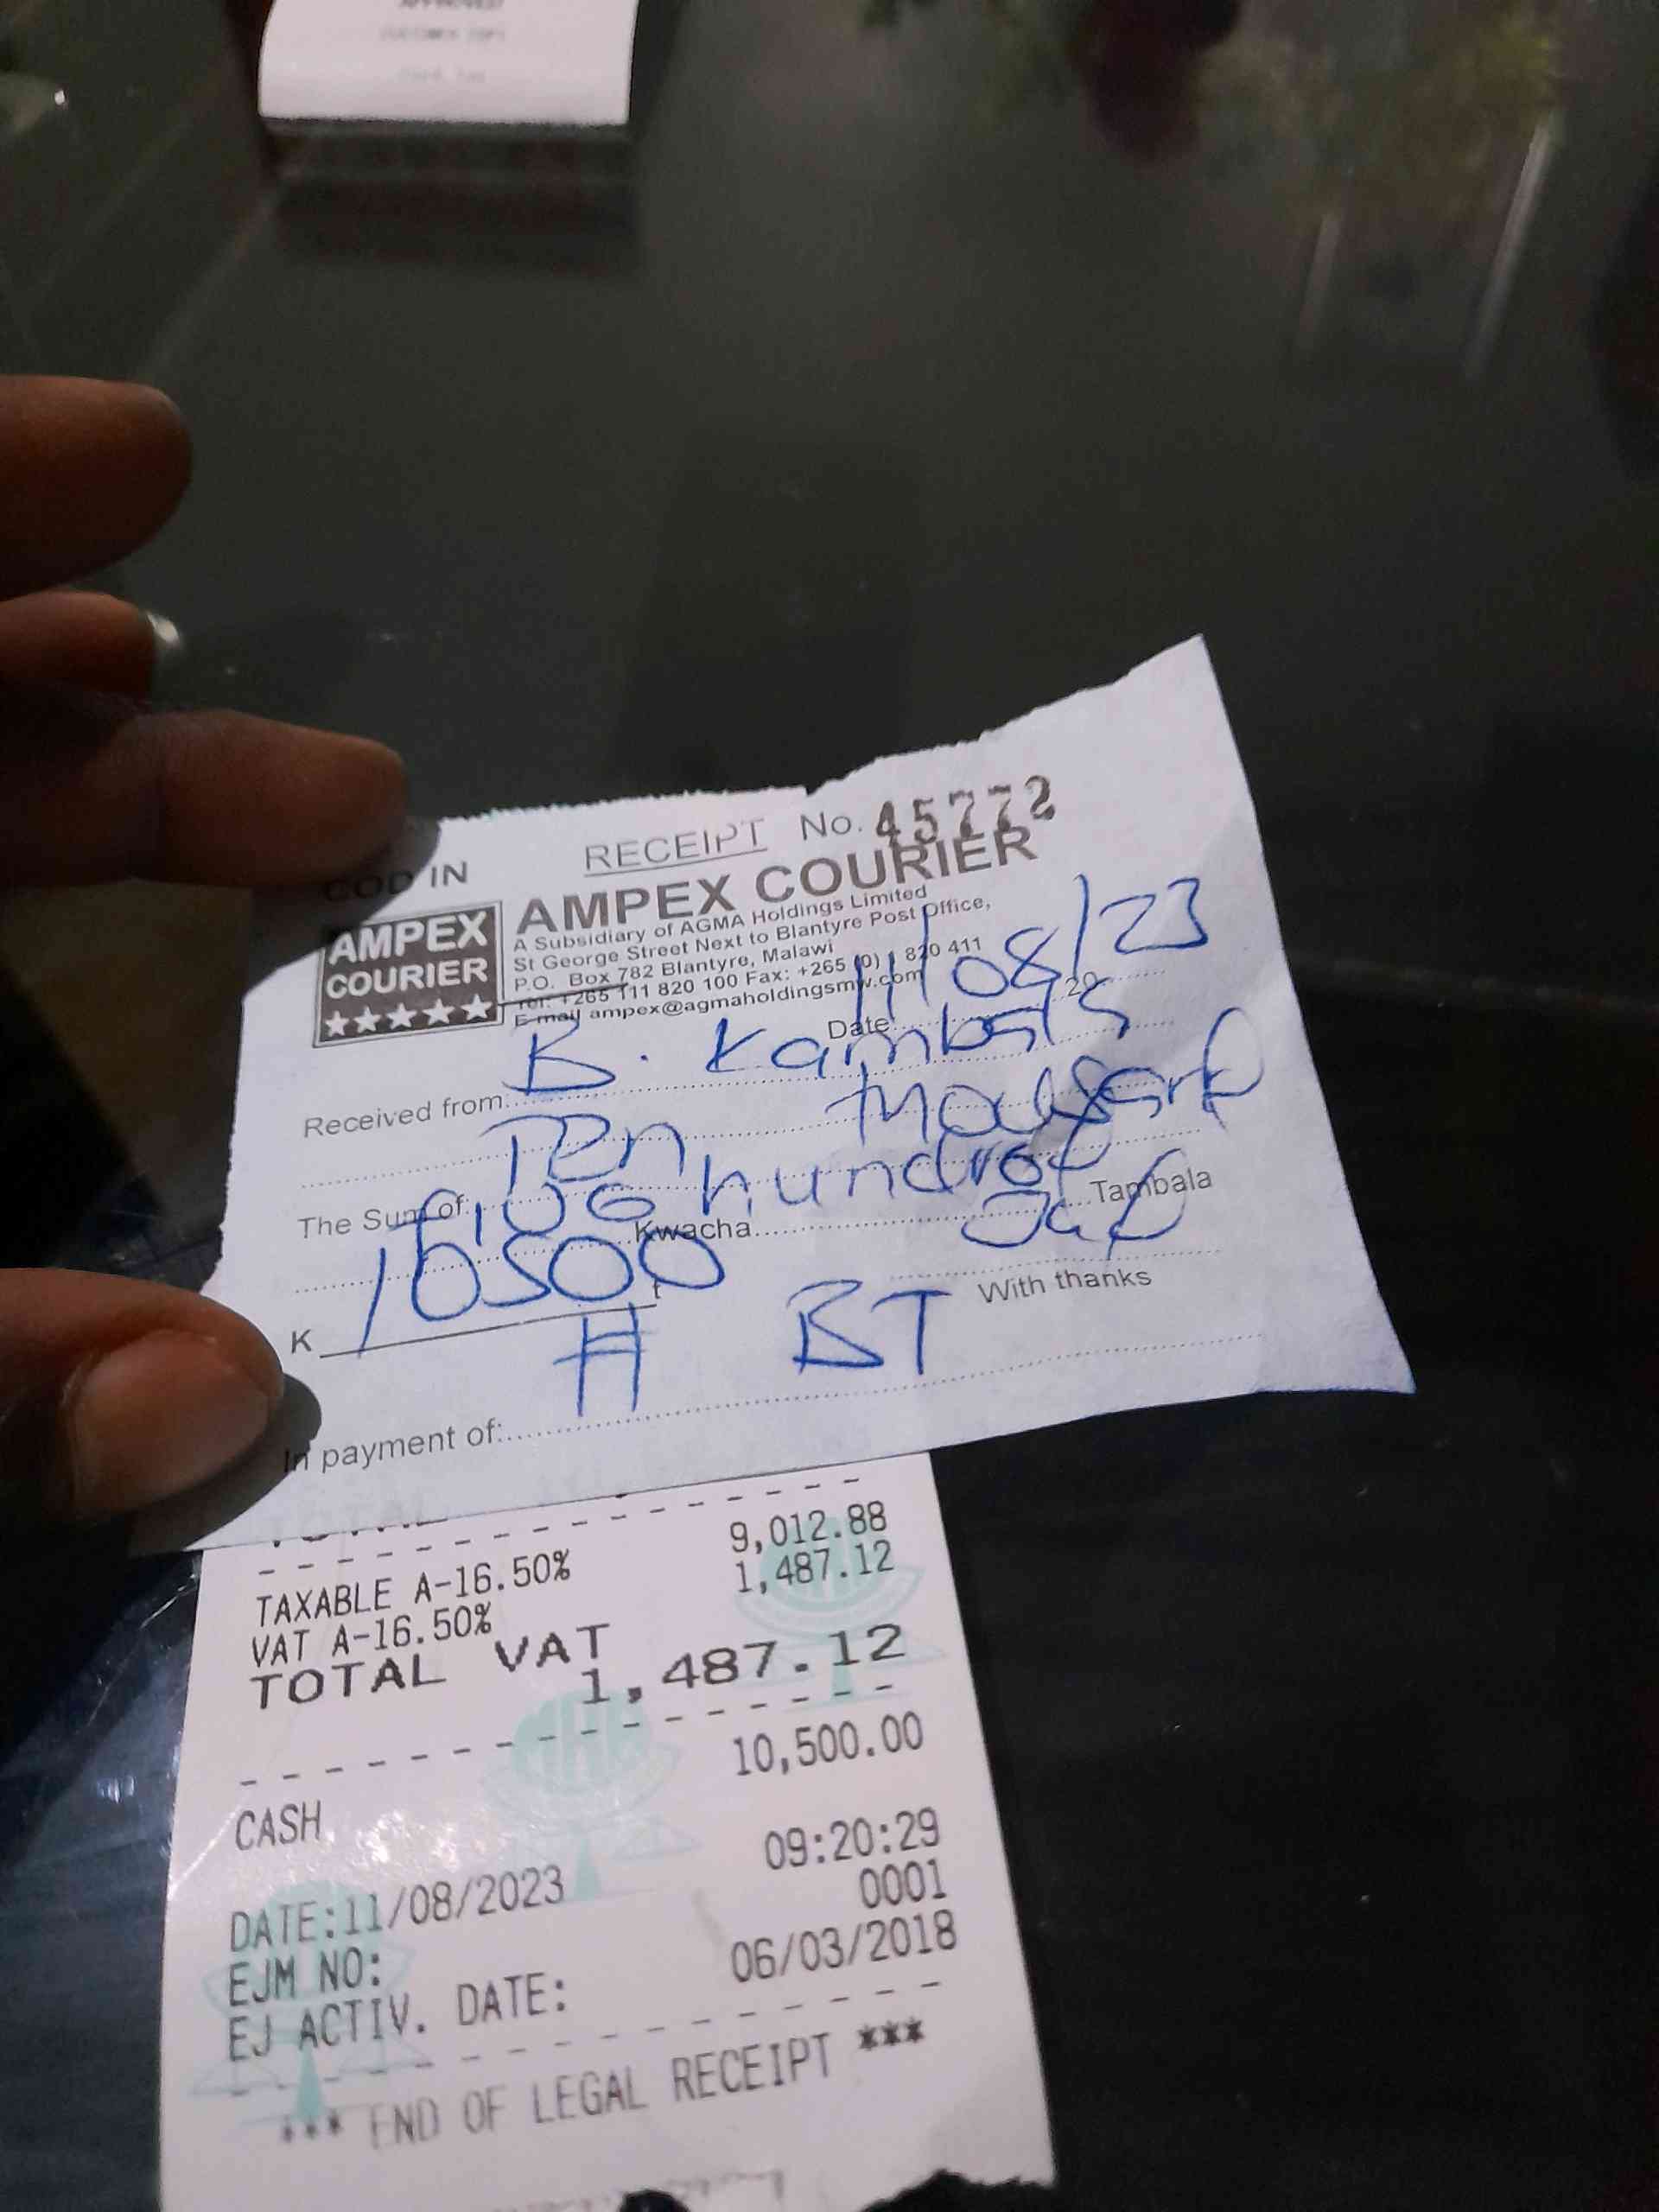 APPROVED!
CUSTOMER COPY
COD IN
RECEIPT No. 45772
AMPEX COURIER
AMPEX COURIER
★★★★★
A Subsidiary of AGMA Holdings Limited
St George Street Next to Blantyre Post Office,
P.O. Box 782 Blantyre, Malawi
Tel: +265 111 820 100 Fax: +265 (0) 1 820 411
E-mail ampex@agmaholdingsmw.com
Date 11/08/23 20
Received from: B.
Ten thousand
The Sum of: five hundred
Kwacha Tambala
K 10500
With thanks
In payment of: BT
TOTAL
TAXABLE A-16.50% 9,012.88
VAT A-16.50% 1,487.12
TOTAL VAT
1,487.12
CASH 10,500.00
DATE:11/08/2023 09:20:29
EJM NO: 0001
EJ ACTIV. DATE: 06/03/2018
*** END OF LEGAL RECEIPT ***